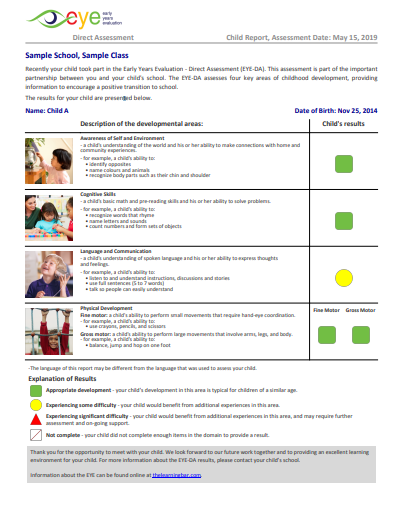 eye early
years
evaluation
Direct Assessment
Child Report, Assessment Date: May 15, 2019
Sample School, Sample Class
Recently your child took part in the Early Years Evaluation - Direct Assessment (EYE-DA). This assessment is part of the important
partnership between you and your child's school. The EYE-DA assesses four key areas of childhood development, providing
information to encourage a positive transition to school.
The results for your child are presented below.
Name: Child A
Date of Birth: Nov 25, 2014
Description of the developmental areas:
Child's results
Awareness of Self and Environment
- a child's understanding of the world and his or her ability to make connections with home and
community experiences.
- for example, a child's ability to:
• identify opposites
• name colours and animals
• recognize body parts such as their chin and shoulder
Cognitive Skills
- a child's basic math and pre-reading skills and his or her ability to solve problems.
- for example, a child's ability to:
• recognize words that rhyme
• name letters and sounds
• count numbers and form sets of objects
Language and Communication
- a child's understanding of spoken language and his or her ability to express thoughts
and feelings.
- for example, a child's ability to:
• listen to and understand instructions, discussions and stories
• use full sentences (5 to 7 words)
• talk so people can easily understand
Physical Development
Fine motor: a child's ability to perform small movements that require hand-eye coordination.
- for example, a child's ability to:
• use crayons, pencils, and scissors
Gross motor: a child's ability to perform large movements that involve arms, legs, and body.
- for example, a child's ability to:
• balance, jump and hop on one foot
Fine Motor Gross Motor
-The language of this report may be different from the language that was used to assess your child.
Explanation of Results
Appropriate development - your child's development in this area is typical for children of a similar age.
Experiencing some difficulty - your child would benefit from additional experiences in this area.
Experiencing significant difficulty - your child would benefit from additional experiences in this area, and may require further
assessment and on-going support.
Not complete - your child did not complete enough items in the domain to provide a result.
Thank you for the opportunity to meet with your child. We look forward to our future work together and to providing an excellent learning
environment for your child. For more information about the EYE-DA results, please contact your child's school.
Information about the EYE can be found online at thelearningbar.com.